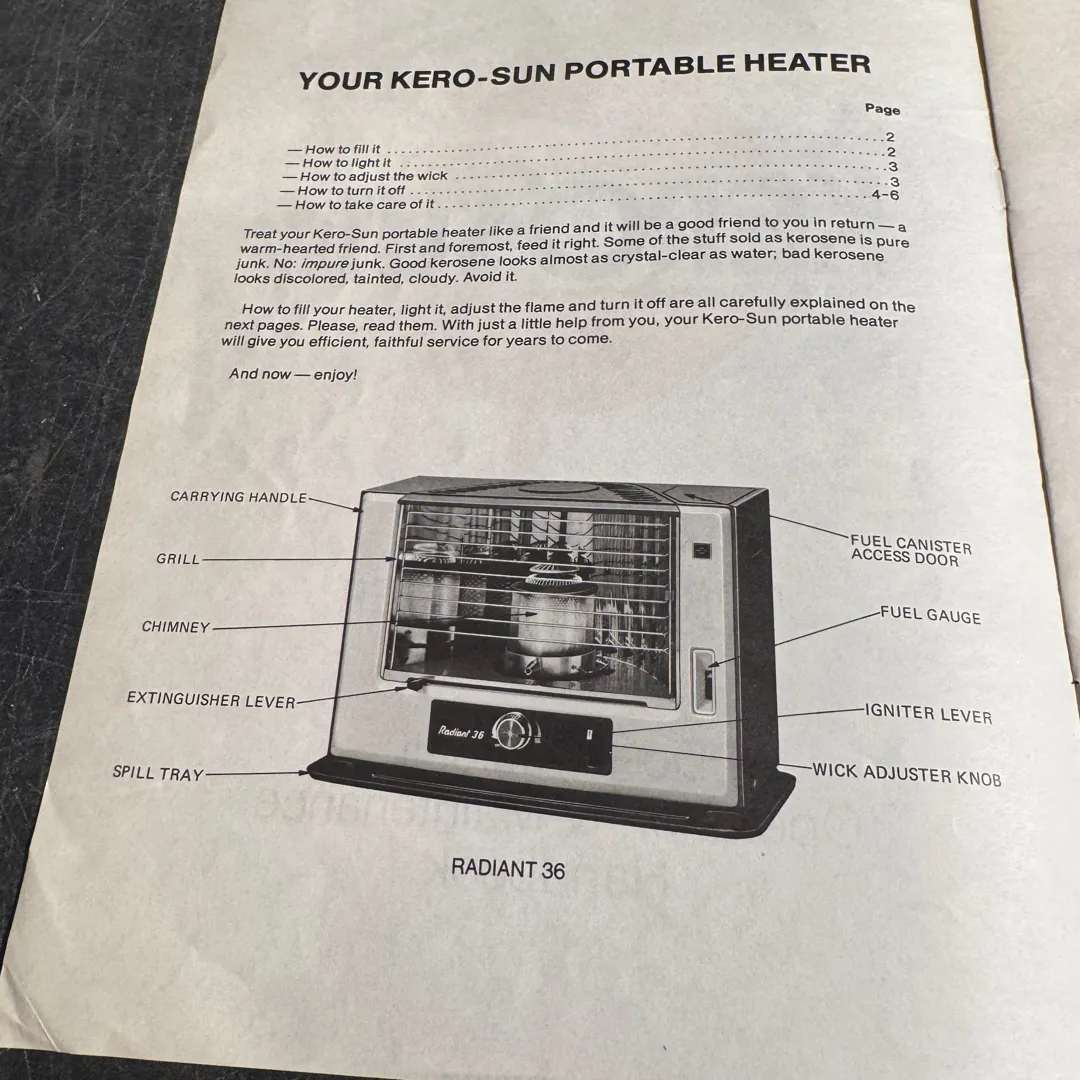 YOUR KERO-SUN PORTABLE HEATER
Page
— How to fill it ........................................ 2
— How to light it ........................................ 2
— How to adjust the wick ........................................ 3
— How to turn it off ........................................ 3
— How to take care of it ........................................ 4-6
Treat your Kero-Sun portable heater like a friend and it will be a good friend to you in return — a
warm-hearted friend. First and foremost, feed it right. Some of the stuff sold as kerosene is pure
junk. No: impure junk. Good kerosene looks almost as crystal-clear as water; bad kerosene
looks discolored, tainted, cloudy. Avoid it.
How to fill your heater, light it, adjust the flame and turn it off are all carefully explained on the
next pages. Please, read them. With just a little help from you, your Kero-Sun portable heater
will give you efficient, faithful service for years to come.
And now — enjoy!
CARRYING HANDLE
GRILL
CHIMNEY
EXTINGUISHER LEVER
SPILL TRAY
FUEL CANISTER
ACCESS DOOR
FUEL GAUGE
IGNITER LEVER
WICK ADJUSTER KNOB
Radiant 36
RADIANT 36